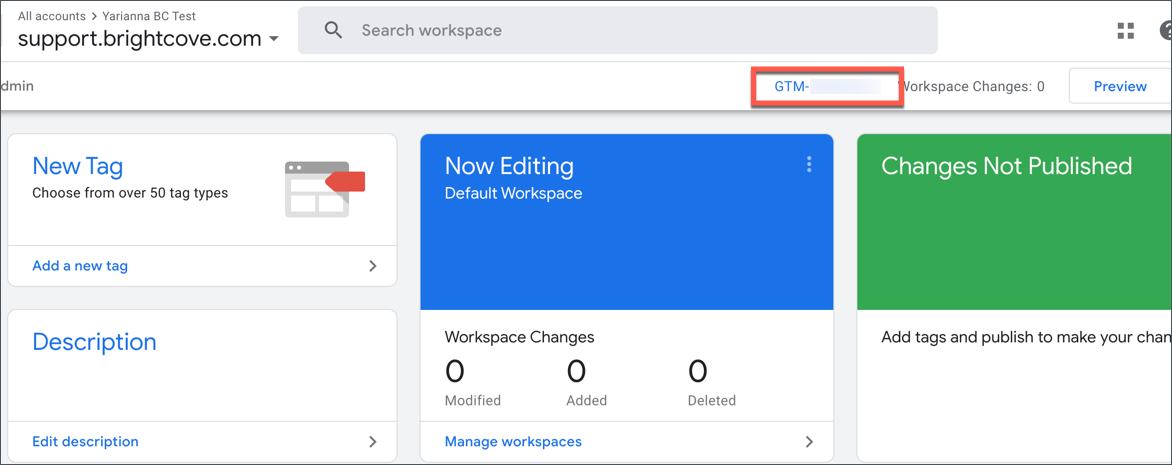 All accounts > Yarianna BC Test
support.brightcove.com
Search workspace
dmin
GTM-
Workspace Changes: 0
Preview
New Tag
Choose from over 50 tag types
Add a new tag
Now Editing
Default Workspace
Changes Not Published
Description
Edit description
Workspace Changes
0 0 0
Modified Added Deleted
Manage workspaces
Add tags and publish to make your chan